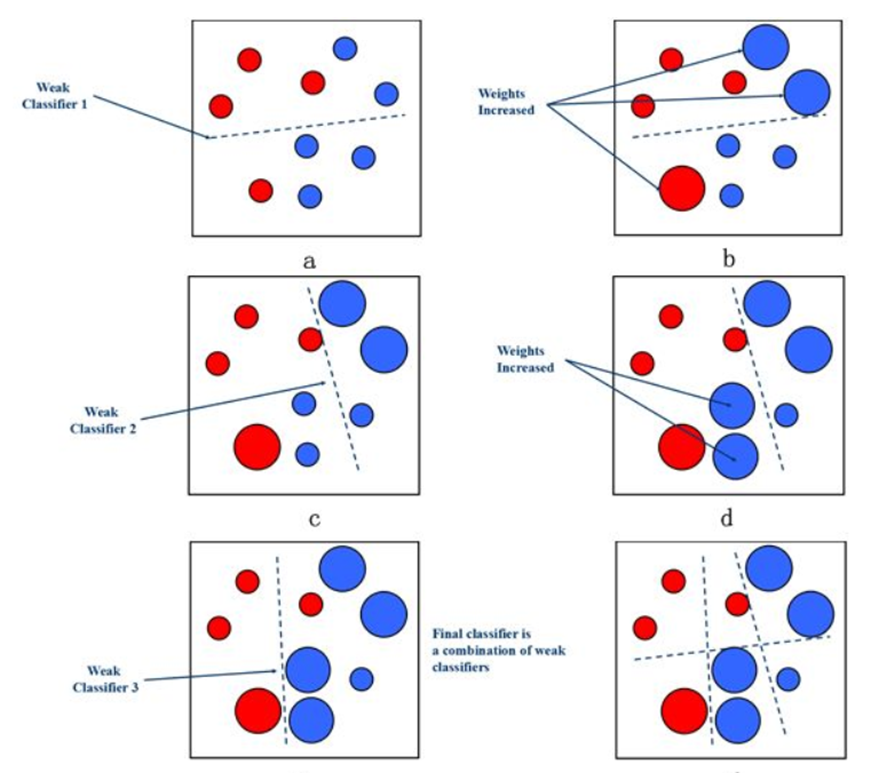 Weak
Classifier 1
Weights
Increased
a
b
Weak
Classifier 2
Weights
Increased
c
d
Weak
Classifier 3
Final classifier is
a combination of weak
classifiers